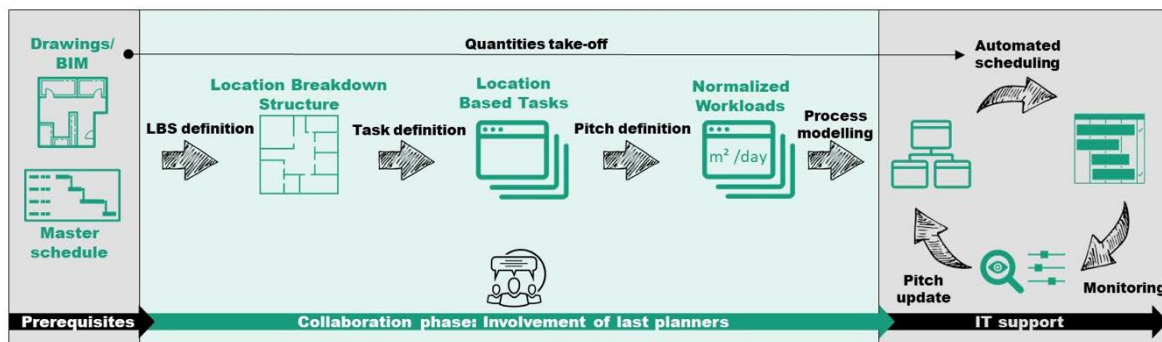 Drawings/
BIM
Quantities take-off
Automated
scheduling
Location Breakdown
Structure
Location
Based Tasks
Normalized
Workloads
LBS definition
Task definition
Pitch definition
Process
modelling
m² /day
Master
schedule
Pitch
update
Monitoring
Prerequisites
Collaboration phase: Involvement of last planners
IT support